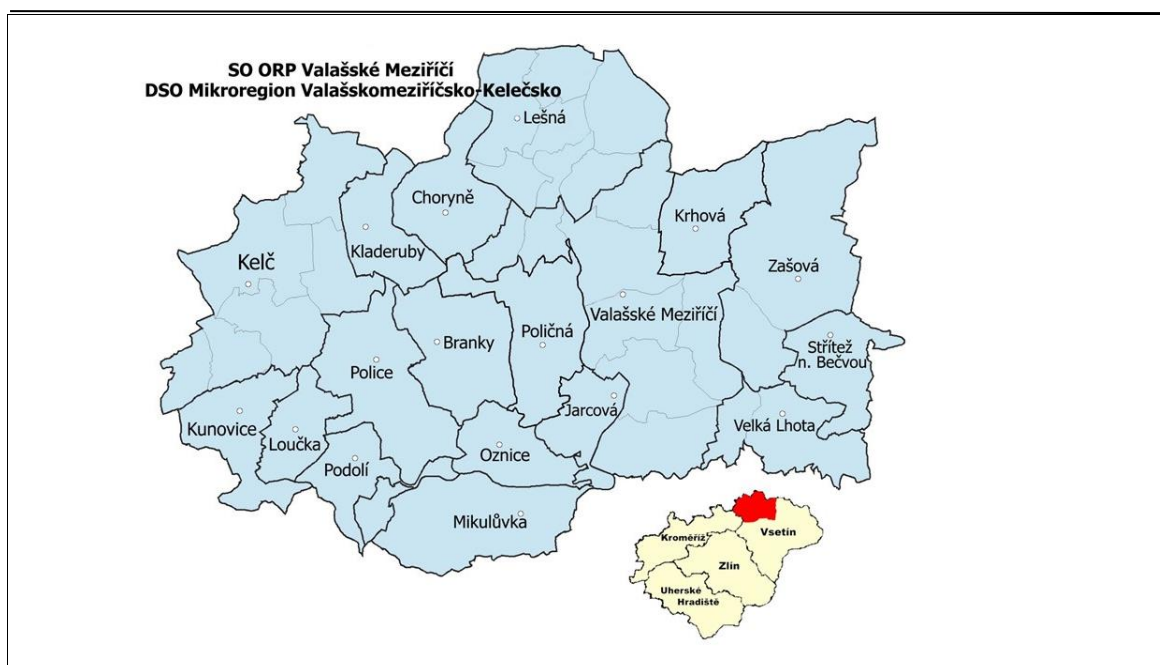 SO ORP Valašské Meziříčí
DSO Mikroregion Valašskomeziříčsko-Kelečsko
Lešná
Choryně
Krhová
Kladeruby
Kelč
Zašová
Valašské Meziříčí
Branky
Poličná
Střítež
n. Bečvou
Police
Jarcová
Kunovice
Velká Lhota
Loučka
Oznice
Podolí
Mikulůvka
Kroměříž
Vsetín
Zlín
Uherské
Hradiště